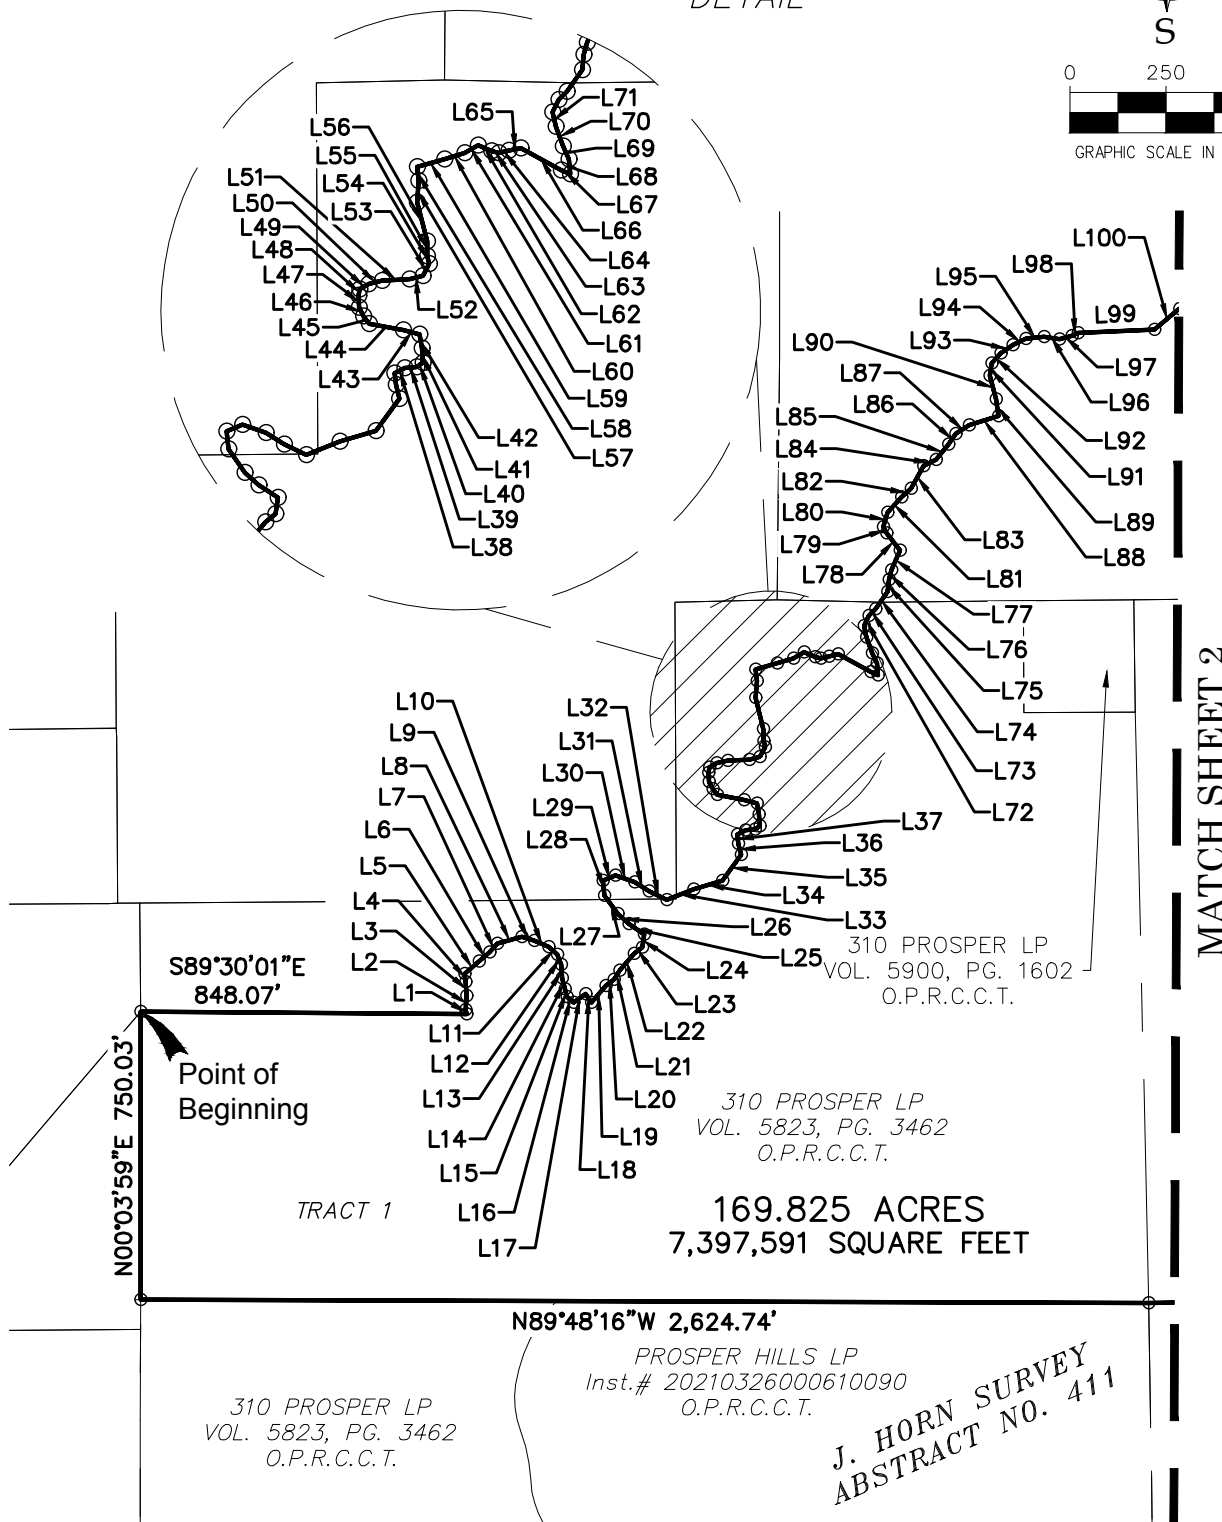 DETAIL
S
0 250
GRAPHIC SCALE IN
L65
L71
L70
L69
L68
L67
L66
L64
L63
L62
L61
L60
L59
L58
L57
L56
L55
L54
L53
L51
L50
L49
L48
L47
L46
L45
L44
L43
L52
L42
L41
L40
L39
L38
L100
L98
L95
L99
L94
L93
L90
L97
L96
L87
L86
L85
L84
L92
L91
L82
L80
L79
L78
L83
L89
L88
L81
L77
L76
L75
L74
L73
L72
MATCH SHEET 2
L10
L9
L8
L7
L6
L5
L4
L3
L2
L1
L32
L31
L30
L29
L28
L37
L36
L35
L34
L33
L27
L26
L25
L24
L23
L22
L21
L20
L19
L18
L11
L12
L13
L14
L15
L16
L17
310 PROSPER LP
VOL. 5900, PG. 1602
O.P.R.C.C.T.
S89°30'01"E
848.07'
Point of
Beginning
N00°03'59"E 750.03'
310 PROSPER LP
VOL. 5823, PG. 3462
O.P.R.C.C.T.
TRACT 1
169.825 ACRES
7,397,591 SQUARE FEET
N89°48'16"W 2,624.74'
PROSPER HILLS LP
Inst.# 20210326000610090
O.P.R.C.C.T.
310 PROSPER LP
VOL. 5823, PG. 3462
O.P.R.C.C.T.
J. HORN SURVEY
ABSTRACT NO. 411